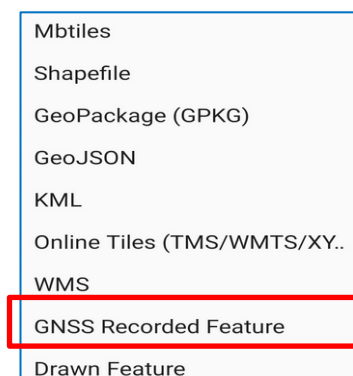 Mbtiles
Shapefile
GeoPackage (GPKG)
GeoJSON
KML
Online Tiles (TMS/WMTS/XY..
WMS
GNSS Recorded Feature
Drawn Feature